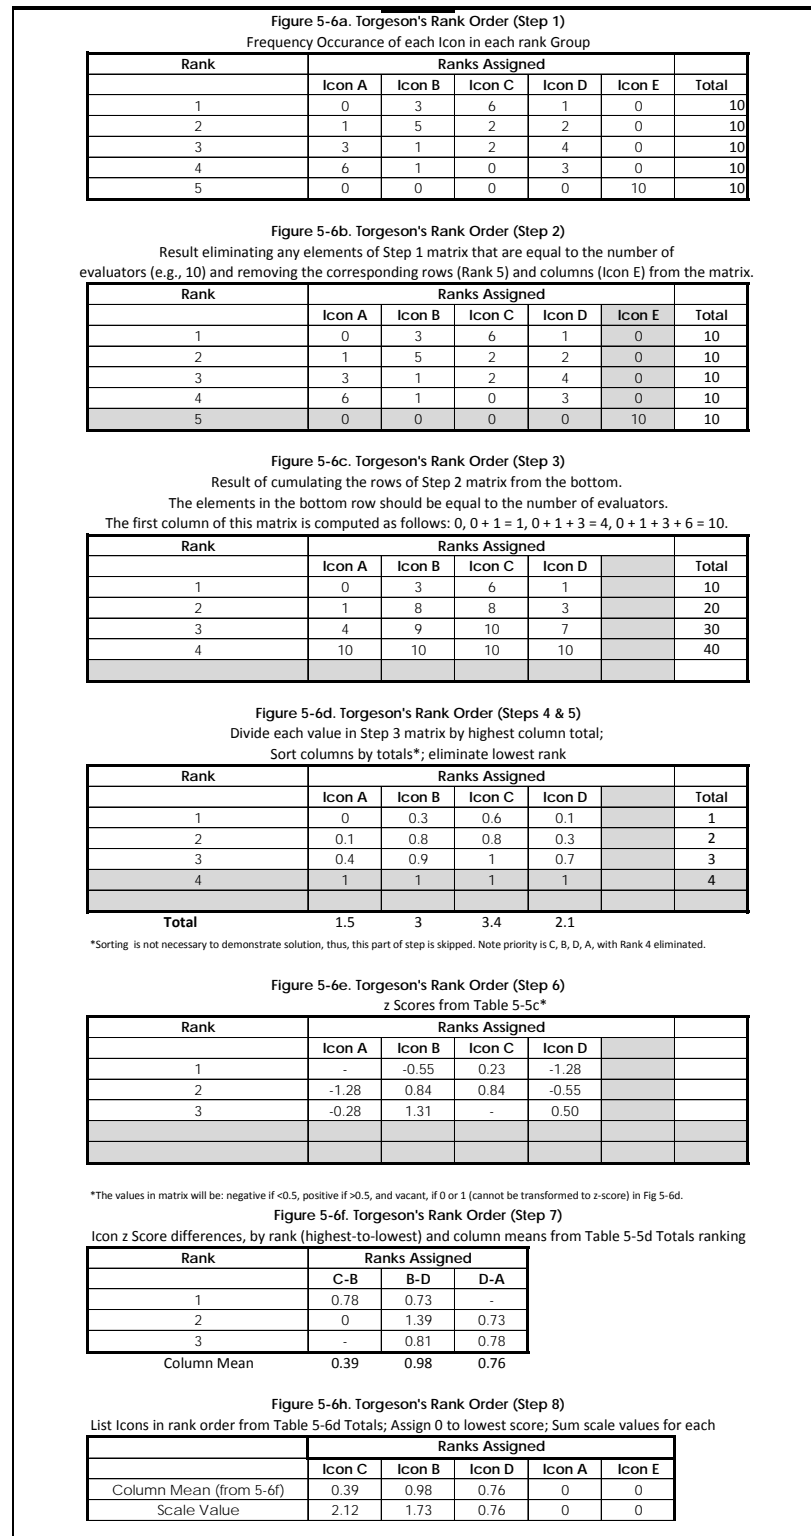 Figure 5-6a. Torgeson's Rank Order (Step 1)
Frequency Occurance of each Icon in each rank Group
Rank Ranks Assigned
Icon A Icon B Icon C Icon D Icon E Total
1 0 3 6 1 0 10
2 1 5 2 2 0 10
3 3 1 2 4 0 10
4 6 1 0 3 0 10
5 0 0 0 0 10 10
Figure 5-6b. Torgeson's Rank Order (Step 2)
Result eliminating any elements of Step 1 matrix that are equal to the number of
evaluators (e.g., 10) and removing the corresponding rows (Rank 5) and columns (Icon E) from the matrix.
Rank Ranks Assigned
Icon A Icon B Icon C Icon D Icon E Total
1 0 3 6 1 0 10
2 1 5 2 2 0 10
3 3 1 2 4 0 10
4 6 1 0 3 0 10
5 0 0 0 0 10 10
Figure 5-6c. Torgeson's Rank Order (Step 3)
Result of cumulating the rows of Step 2 matrix from the bottom.
The elements in the bottom row should be equal to the number of evaluators.
The first column of this matrix is computed as follows: 0, 0 + 1 = 1, 0 + 1 + 3 = 4, 0 + 1 + 3 + 6 = 10.
Rank Ranks Assigned
Icon A Icon B Icon C Icon D Total
1 0 3 6 1 10
2 1 8 8 3 20
3 4 9 10 7 30
4 10 10 10 10 40
Figure 5-6d. Torgeson's Rank Order (Steps 4 & 5)
Divide each value in Step 3 matrix by highest column total;
Sort columns by totals*; eliminate lowest rank
Rank Ranks Assigned
Icon A Icon B Icon C Icon D Total
1 0 0.3 0.6 0.1 1
2 0.1 0.8 0.8 0.3 2
3 0.4 0.9 1 0.7 3
4 1 1 1 1 4
Total 1.5 3 3.4 2.1
*Sorting is not necessary to demonstrate solution, thus, this part of step is skipped. Note priority is C, B, D, A, with Rank 4 eliminated.
Figure 5-6e. Torgeson's Rank Order (Step 6)
z Scores from Table 5-5c*
Rank Ranks Assigned
Icon A Icon B Icon C Icon D
1 - -0.55 0.23 -1.28
2 -1.28 0.84 0.84 -0.55
3 -0.28 1.31 - 0.50
*The values in matrix will be: negative if <0.5, positive if >0.5, and vacant, if 0 or 1 (cannot be transformed to z-score) in Fig 5-6d.
Figure 5-6f. Torgeson's Rank Order (Step 7)
Icon z Score differences, by rank (highest-to-lowest) and column means from Table 5-5d Totals ranking
Rank Ranks Assigned
C-B B-D D-A
1 0.78 0.73 -
2 0 1.39 0.73
3 - 0.81 0.78
Column Mean 0.39 0.98 0.76
Figure 5-6h. Torgeson's Rank Order (Step 8)
List Icons in rank order from Table 5-6d Totals; Assign 0 to lowest score; Sum scale values for each
Ranks Assigned
Icon C Icon B Icon D Icon A Icon E
Column Mean (from 5-6f) 0.39 0.98 0.76 0 0
Scale Value 2.12 1.73 0.76 0 0